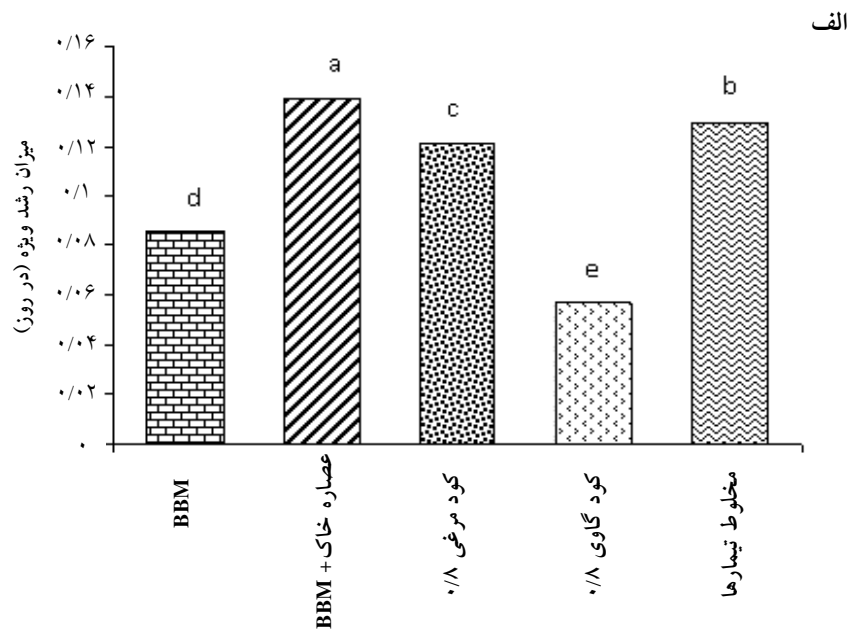 الف
میزان رشد ویژه (در روز)
۰/۱۶
۰/۱۴
۰/۱۲
۰/۱
۰/۰۸
۰/۰۶
۰/۰۴
۰/۰۲
۰
d
a
c
e
b
BBM
BBM + عصاره خاک
کود مرغی ۰/۸
کود گاوی ۰/۸
مخلوط تیمارها